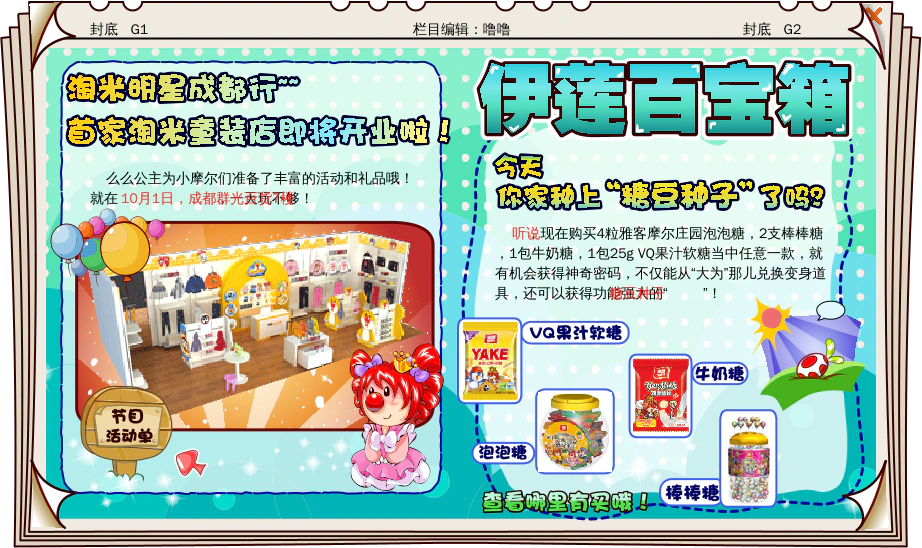 封底 G1
栏目编辑：噜噜
封底 G2
淘米明星成都行~~
首家淘米童装店即将开业啦！
么么公主为小摩尔们准备了丰富的活动和礼品哦！
就在 10月1日，成都群光
！
节目
活动单
伊莲百宝箱
今天
你家种上“糖豆种子”了吗？
听说现在购买4粒雅客摩尔庄园泡泡糖，2支棒棒糖
，1包牛奶糖，1包25g VQ果汁软糖当中任意一款，就
有机会获得神奇密码，不仅能从“大为”那儿兑换变身道
具，还可以获得功能强大的“ ”！
VQ果汁软糖
YAKE
牛奶糖
泡泡糖
棒棒糖
查看哪里有买哦！